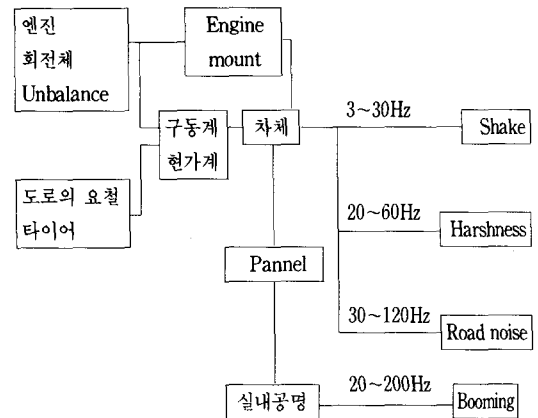 엔진
회전체
Unbalance
Engine
mount
구동계
현가계
차체
3~30Hz
Shake
도로의 요철
타이어
20~60Hz
Harshness
Pannel
30~120Hz
Road noise
실내공명
20~200Hz
Booming